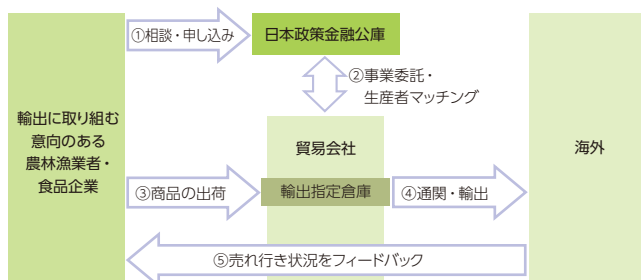 ①相談・申し込み
日本政策金融公庫
②事業委託・
生産者マッチング
輸出に取り組む
意向のある
農林漁業者・
食品企業
貿易会社
海外
③商品の出荷
輸出指定倉庫
④通関・輸出
⑤売れ行き状況をフィードバック